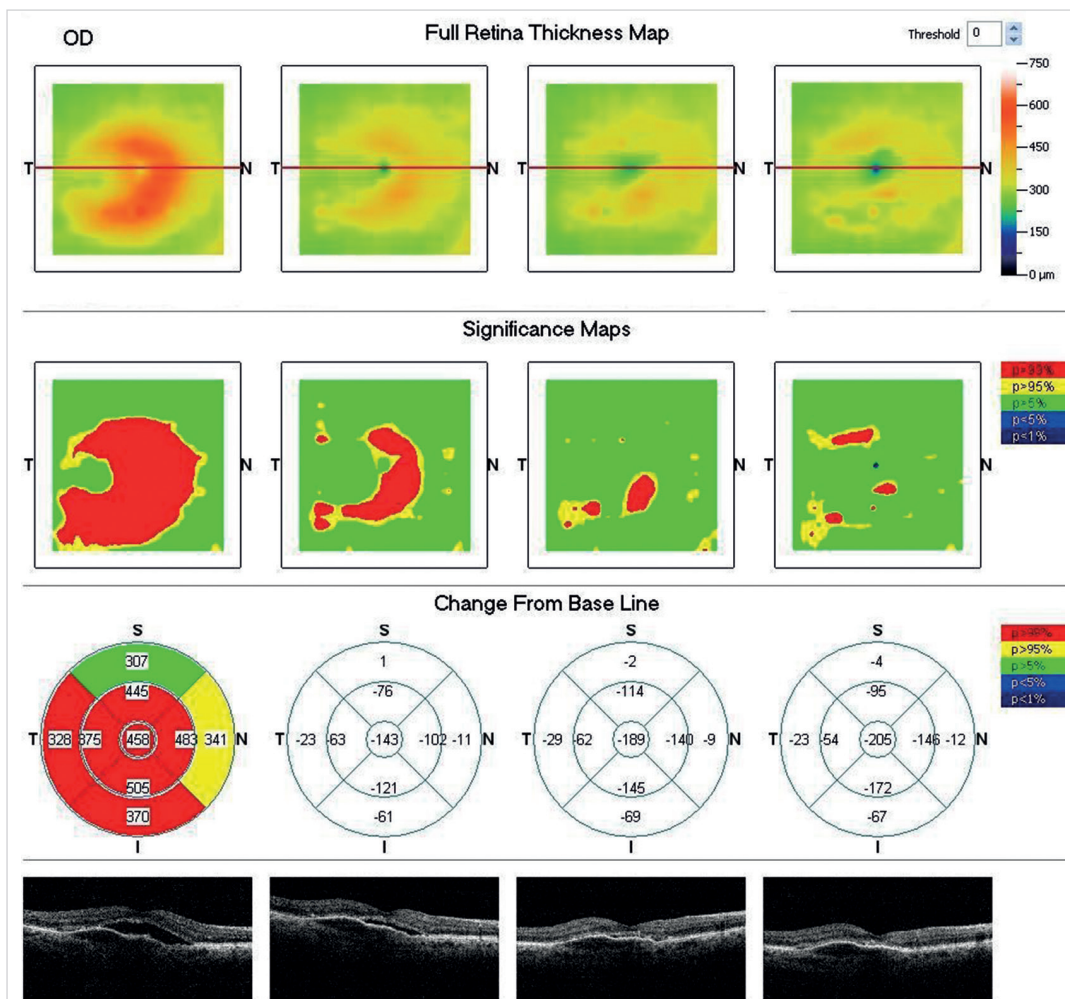 OD
Full Retina Thickness Map
Threshold 0
750
600
450
300
150
0 µm
T N T N T N T N
Significance Maps
p>99%
p>95%
p>5%
p<5%
p<1%
T N T N T N T N
Change From Base Line
p>99%
p>95%
p>5%
p<5%
p<1%
S S S S
307 1 -2 -4
445 -76 -114 -95
T 328 375 458 483 341 N T -23 -63 -143 -102 -11 N T -29 -62 -189 -140 -9 N T -23 -54 -205 -146 -12 N
505 -121 -145 -172
370 -61 -69 -67
I I I I